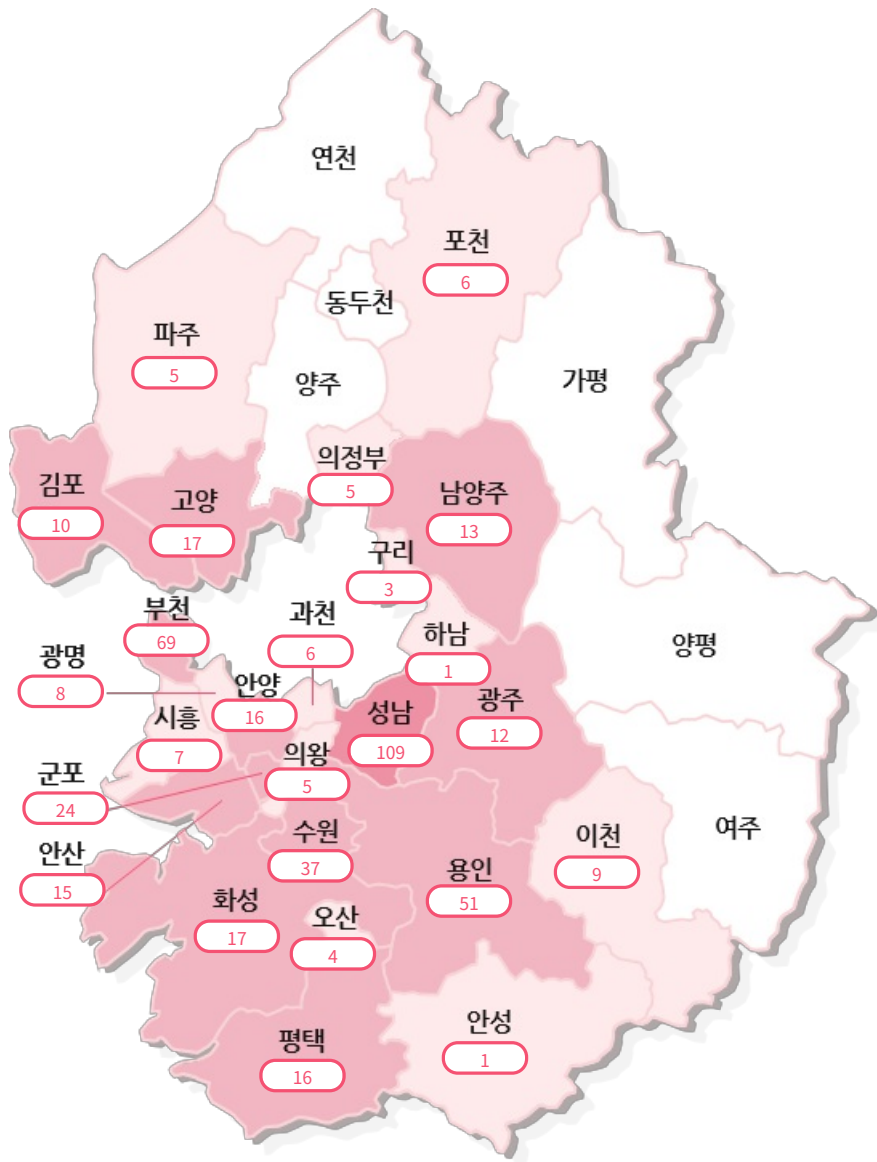 연천
포천
6
동두천
파주
5
양주
가평
의정부
5
김포
10
고양
17
남양주
13
구리
3
부천
69
과천
6
하남
1
양평
광명
8
안양
16
시흥
7
성남
109
광주
12
의왕
5
군포
24
수원
37
이천
9
여주
안산
15
용인
51
화성
17
오산
4
안성
1
평택
16